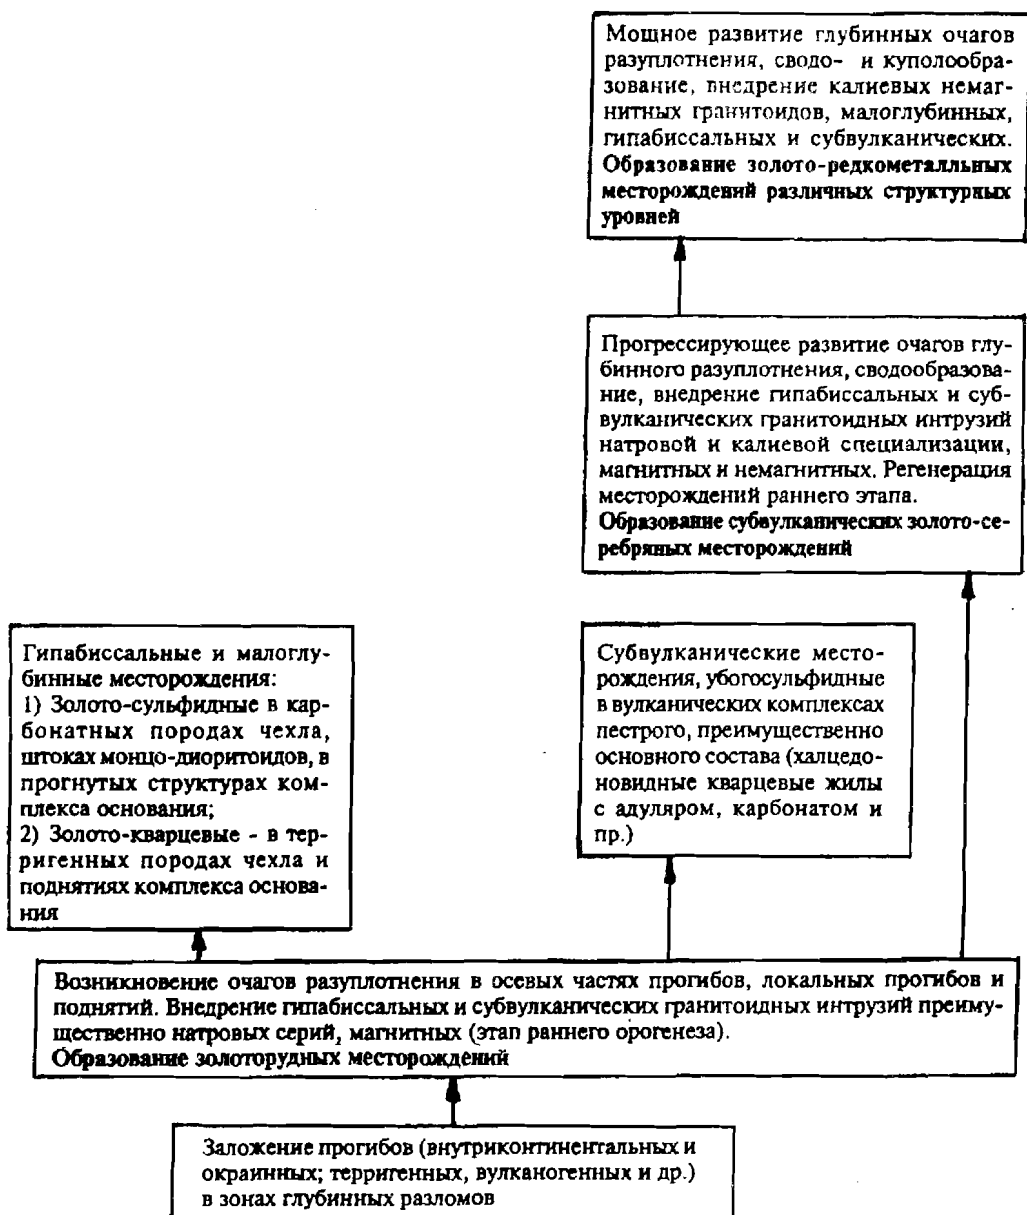 Мощное развитие глубинных очагов
разуплотнения, сводо- и куполообра-
зование, внедрение калиевых немаг-
нитных гранитоидов, малоглубинных,
гипабиссальных и субвулканических.
Образование золото-редкометалльных
месторождений различных структурных
уровней
Прогрессирующее развитие очагов глу-
бинного разуплотнения, сводообразова-
ние, внедрение гипабиссальных и суб-
вулканических гранитоидных интрузий
натровой и калиевой специализации,
магнитных и немагнитных. Регенерация
месторождений раннего этапа.
Образование субвулканических золото-се-
ребряных месторождений
Гипабиссальные и малоглу-
бинные месторождения:
1) Золото-сульфидные в кар-
бонатных породах чехла,
штоках монцо-диоритоидов, в
прогнутых структурах ком-
плекса основания;
2) Золото-кварцевые - в тер-
ригенных породах чехла и
поднятиях комплекса основа-
ния
Субвулканические место-
рождения, убогосульфидные
в вулканических комплексах
пестрого, преимущественно
основного состава (халцедо-
новидные кварцевые жилы
с адуляром, карбонатом и
пр.)
Возникновение очагов разуплотнения в осевых частях прогибов, локальных прогибов и
поднятий. Внедрение гипабиссальных и субвулканических гранитоидных интрузий преиму-
щественно натровых серий, магнитных (этап раннего орогенеза).
Образование золоторудных месторождений
Заложение прогибов (внутриконтинентальных и
окраинных; терригенных, вулканогенных и др.)
в зонах глубинных разломов